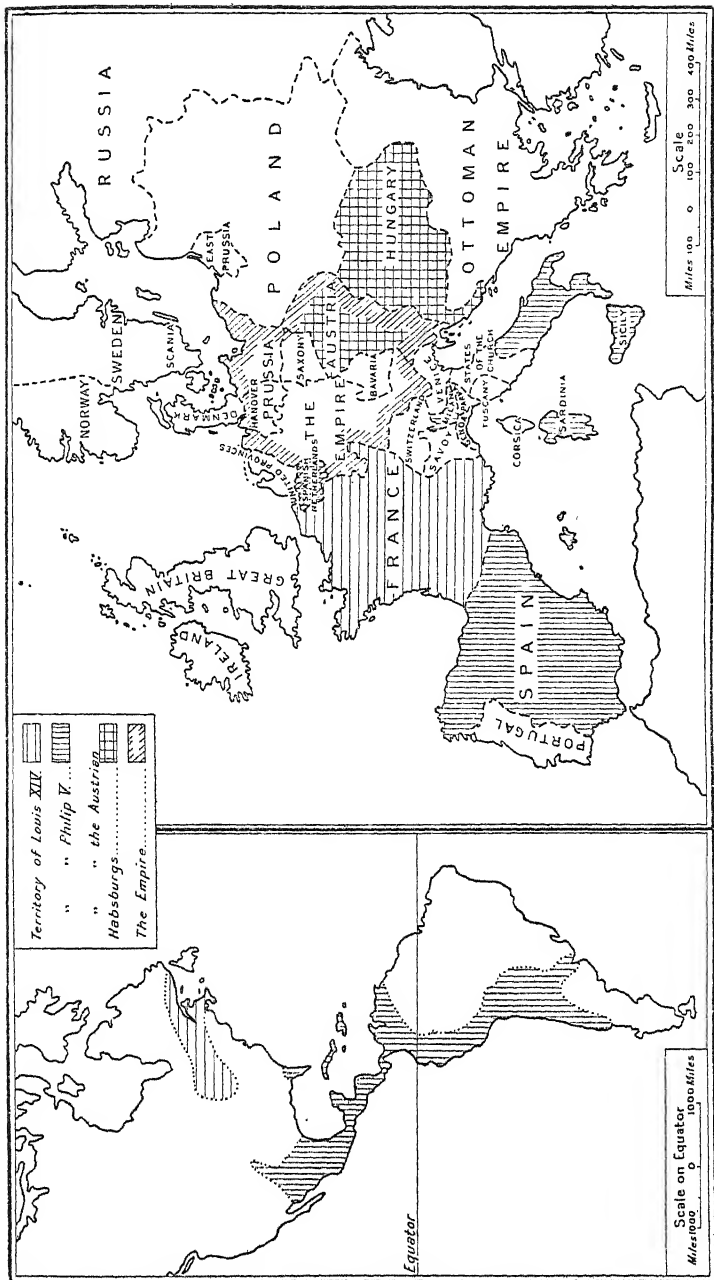 Territory of Louis XIV
" " Philip V.....
" " the Austrian
Habsburgs..........
The Empire..........
Equator
Scale on Equator
Miles 1000 0 1000 Miles
NORWAY
SWEDEN
SCANIA
RUSSIA
DENMARK
EAST
PRUSSIA
IRELAND
GREAT BRITAIN
UNITED PROVINCES
HANOVER
PRUSSIA
POLAND
SPANISH
NETHERLANDS
THE
EMPIRE
SAXONY
AUSTRIA
BAVARIA
HUNGARY
FRANCE
SWITZERLAND
SAVOY
MILAN
VENICE
OTTOMAN
EMPIRE
TUSCANY
STATES
OF THE
CHURCH
CORSICA
SARDINIA
SICILY
PORTUGAL
SPAIN
Scale
Miles 100 0 100 200 300 400 Miles